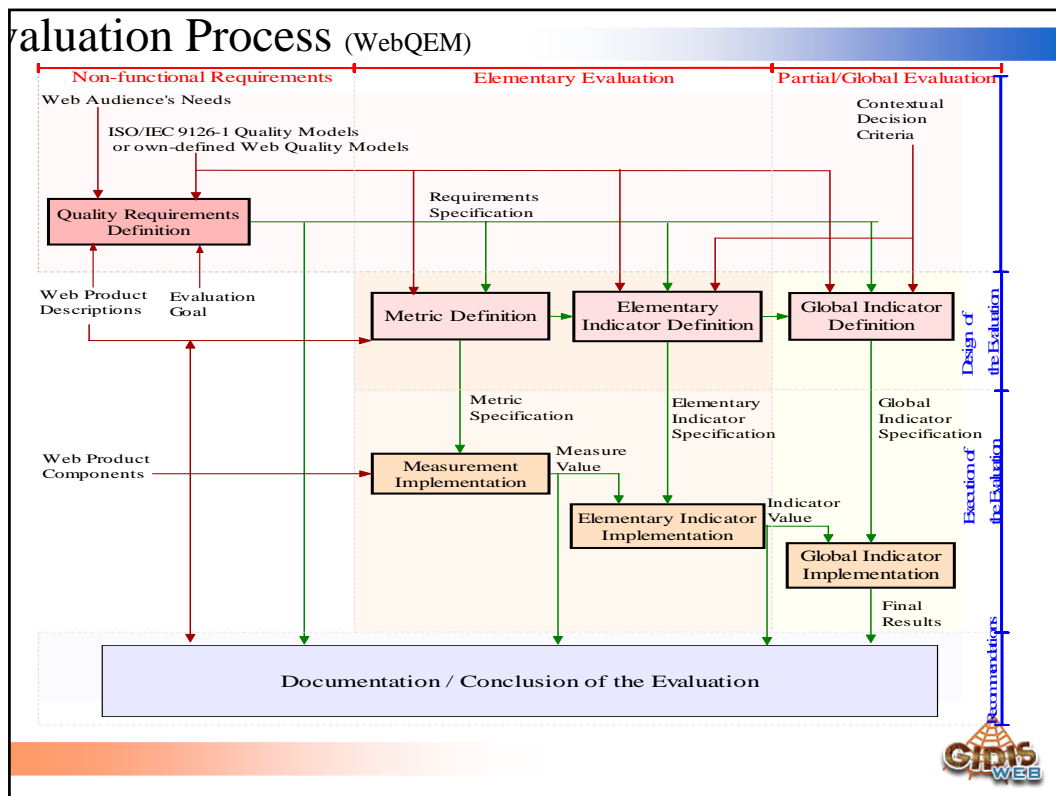 valuation Process (WebQEM)
Non-functional Requirements
Elementary Evaluation
Partial/Global Evaluation
Web Audience's Needs
ISO/IEC 9126-1 Quality Models
or own-defined Web Quality Models
Contextual
Decision
Criteria
Quality Requirements
Definition
Requirements
Specification
Web Product
Descriptions
Evaluation
Goal
Metric Definition
Elementary
Indicator Definition
Global Indicator
Definition
Design of
the Evaluation
Metric
Specification
Elementary
Indicator
Specification
Global
Indicator
Specification
Web Product
Components
Measurement
Implementation
Measure
Value
Elementary Indicator
Implementation
Indicator
Value
Global Indicator
Implementation
Execution of
the Evaluation
Final
Results
Documentation / Conclusion of the Evaluation
Recommendations
GIDIS
WEB